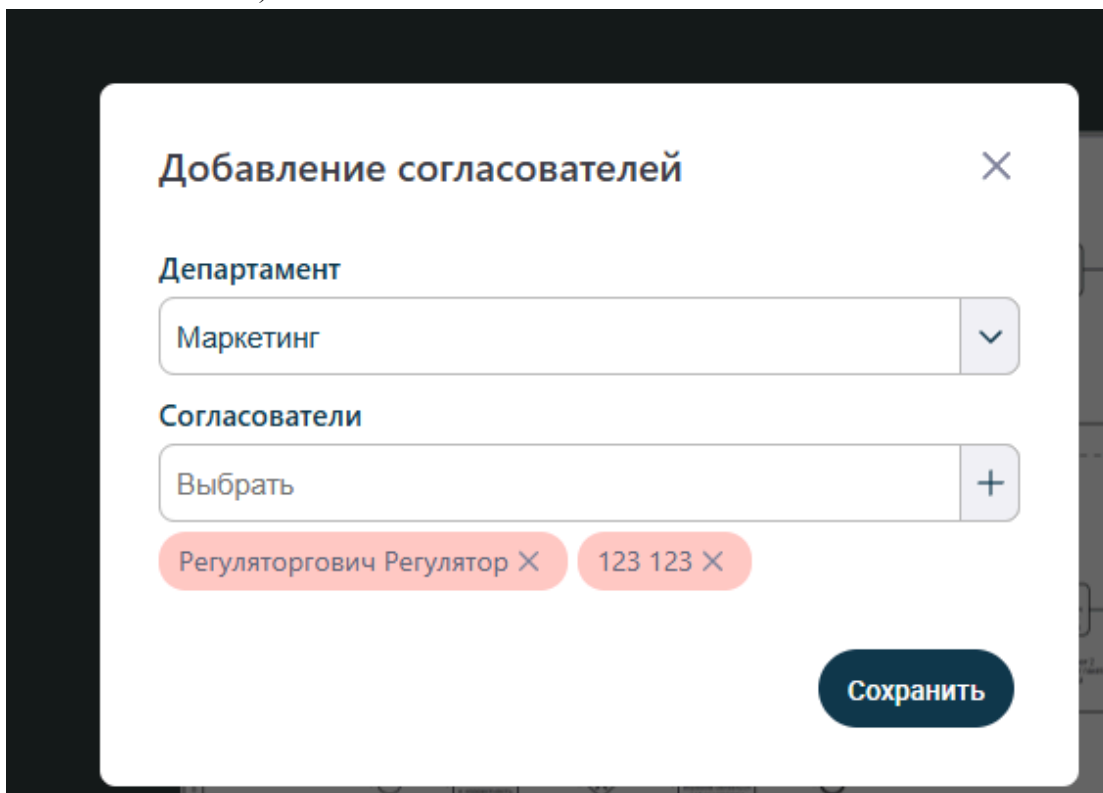 Добавление согласователей
Департамент
Маркетинг
Согласователи
Выбрать
Регуляторгович Регулятор 123 123
Сохранить